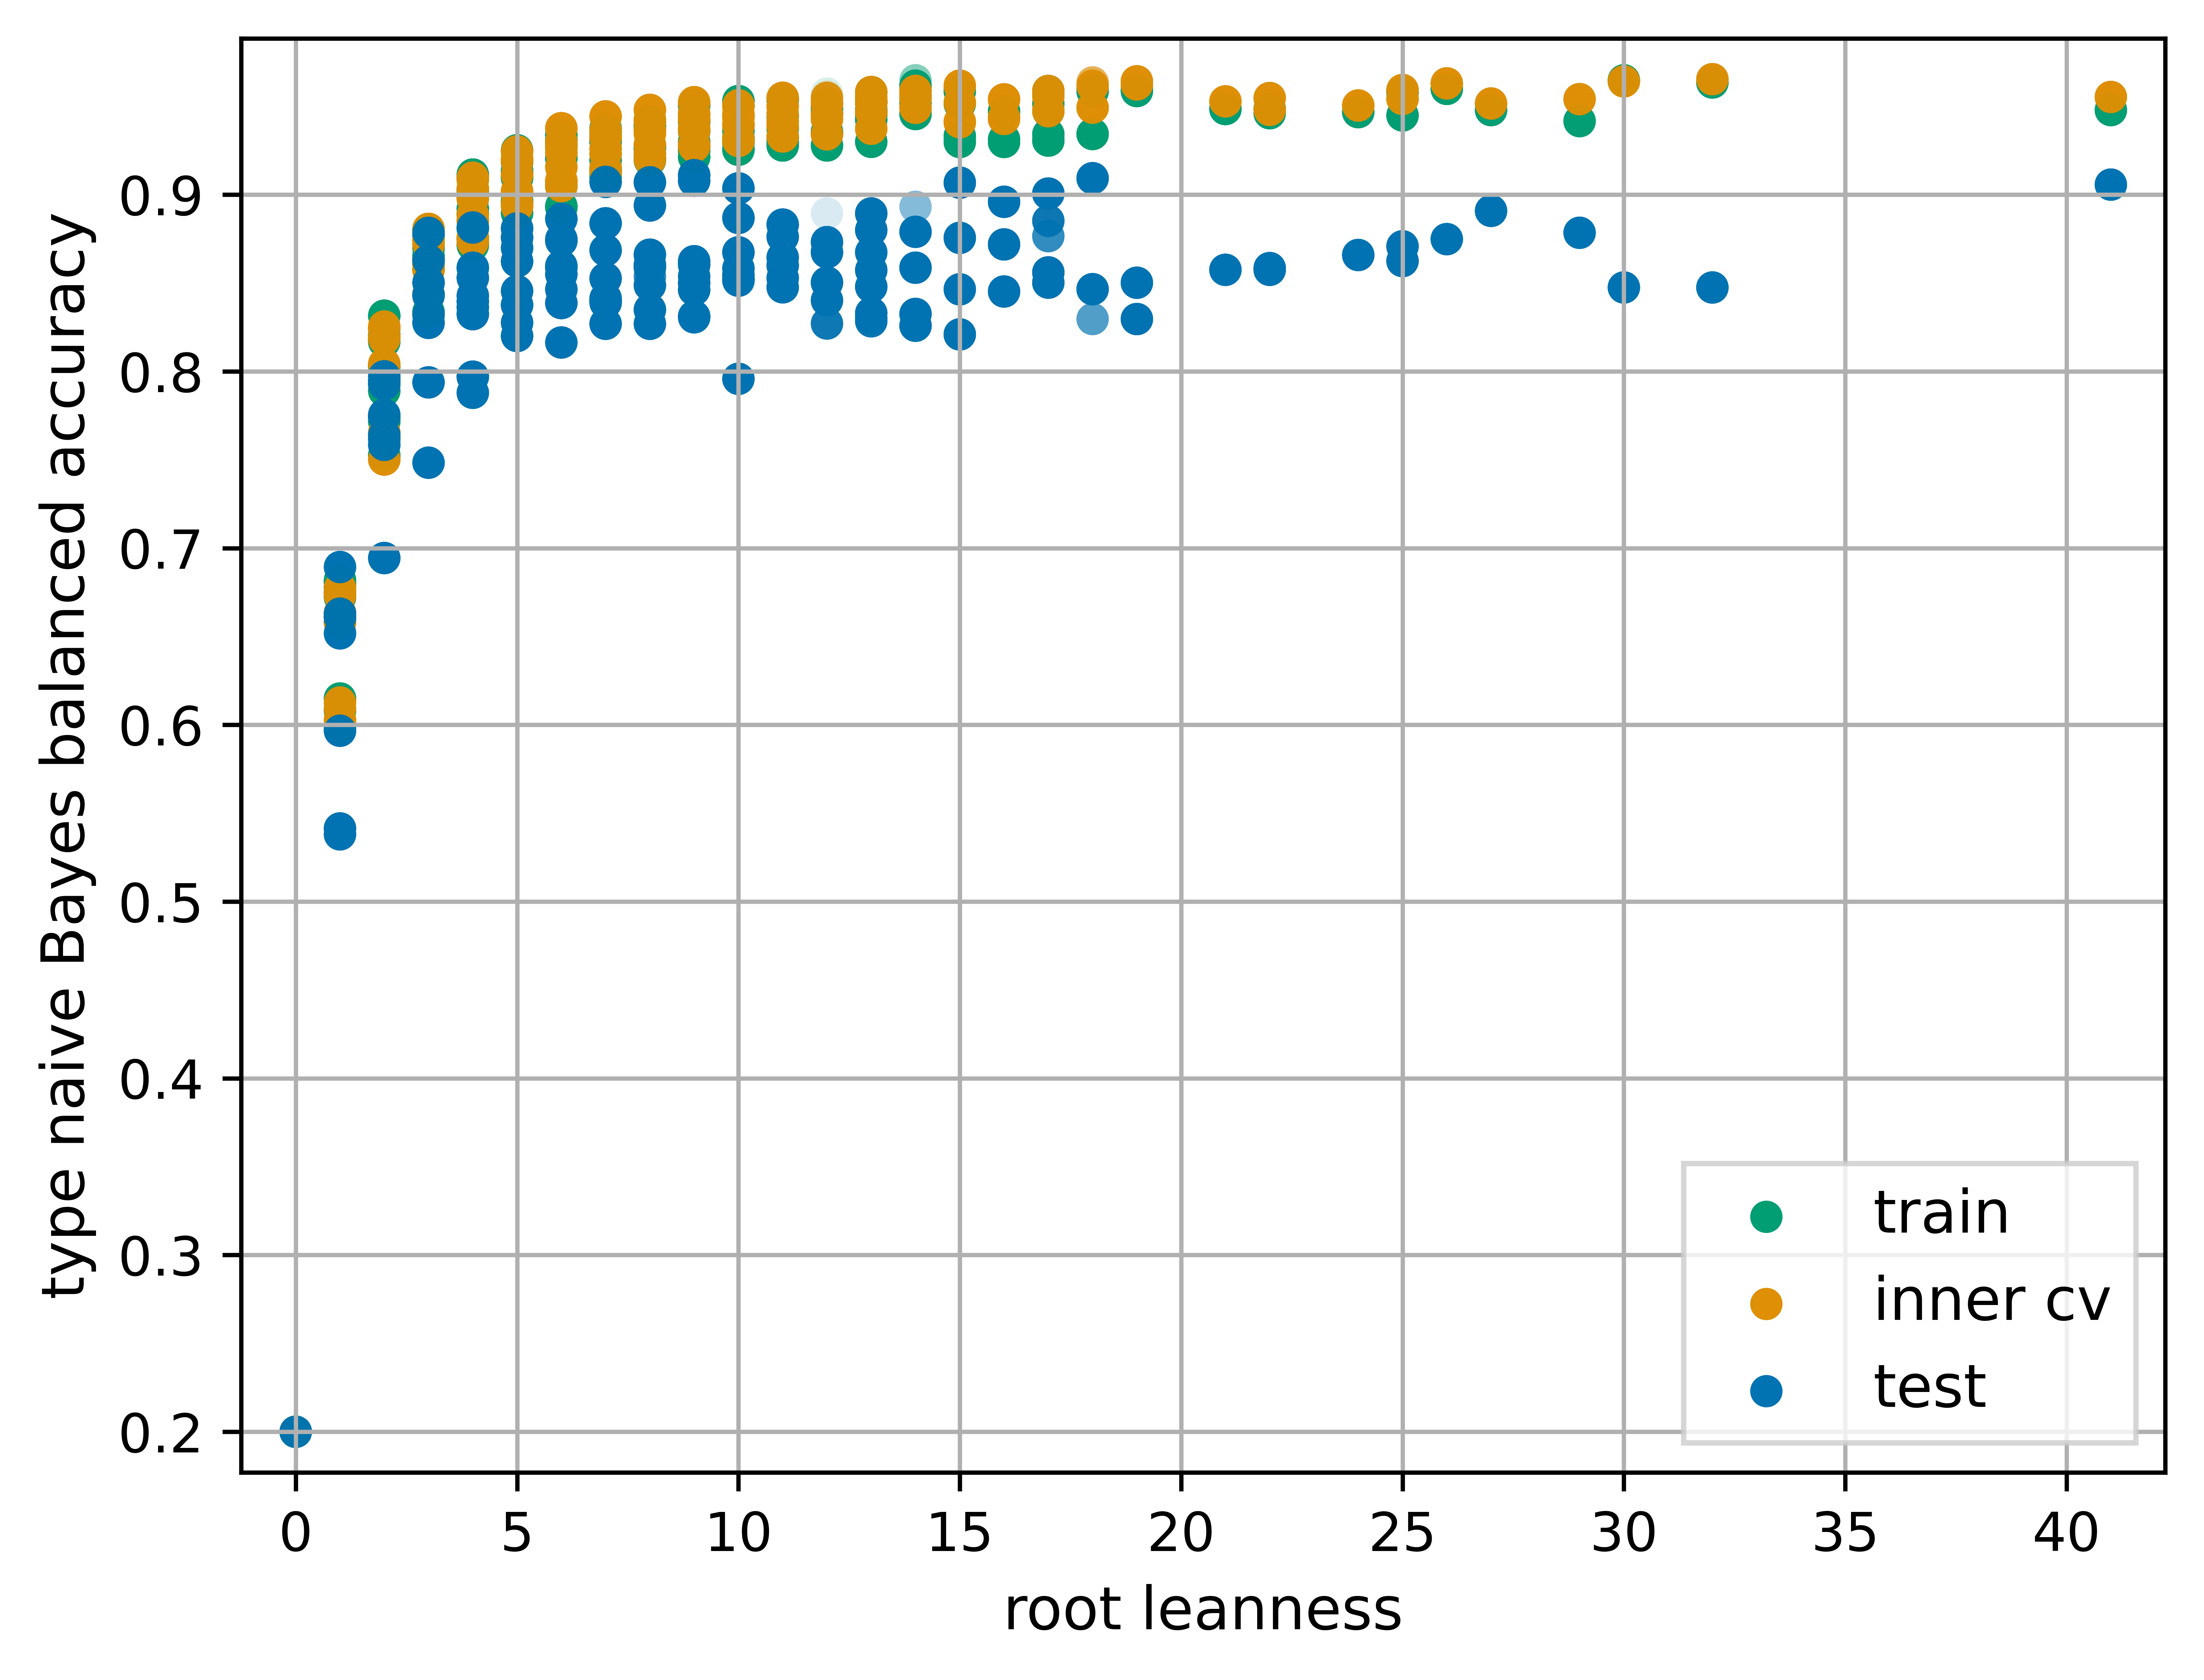 type naive Bayes balanced accuracy
0.9
0.8
0.7
0.6
0.5
0.4
0.3
0.2
0 5 10 15 20 25 30 35 40
root leanness
train
inner cv
test